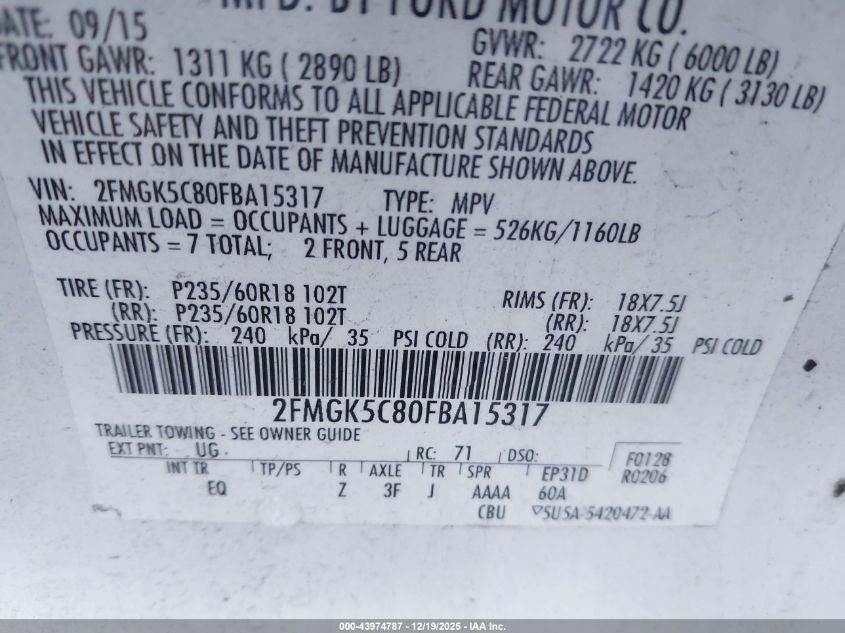 MFD. BY FORD MOTOR CO.
DATE: 09/15
GVWR: 2722 KG ( 6000 LB)
FRONT GAWR: 1311 KG ( 2890 LB)
REAR GAWR: 1420 KG ( 3130 LB)
THIS VEHICLE CONFORMS TO ALL APPLICABLE FEDERAL MOTOR
VEHICLE SAFETY AND THEFT PREVENTION STANDARDS
IN EFFECT ON THE DATE OF MANUFACTURE SHOWN ABOVE.
VIN: 2FMGK5C80FBA15317 TYPE: MPV
MAXIMUM LOAD = OCCUPANTS + LUGGAGE = 526KG/1160LB
OCCUPANTS = 7 TOTAL; 2 FRONT, 5 REAR
TIRE (FR): P235/60R18 102T RIMS (FR): 18X7.5J
(RR): P235/60R18 102T (RR): 18X7.5J
PRESSURE (FR): 240 kPa/ 35 PSI COLD (RR): 240 kPa/ 35 PSI COLD
2FMGK5C80FBA15317
TRAILER TOWING - SEE OWNER GUIDE
EXT PNT: UG RC: 71 DSO: F0128
INT TR TP/PS R AXLE TR SPR EP31D R0206
EQ Z 3F J AAAA 60A
CBU 5U5A-5420472-AA
000-43974787 - 12/19/2025 - IAA Inc.